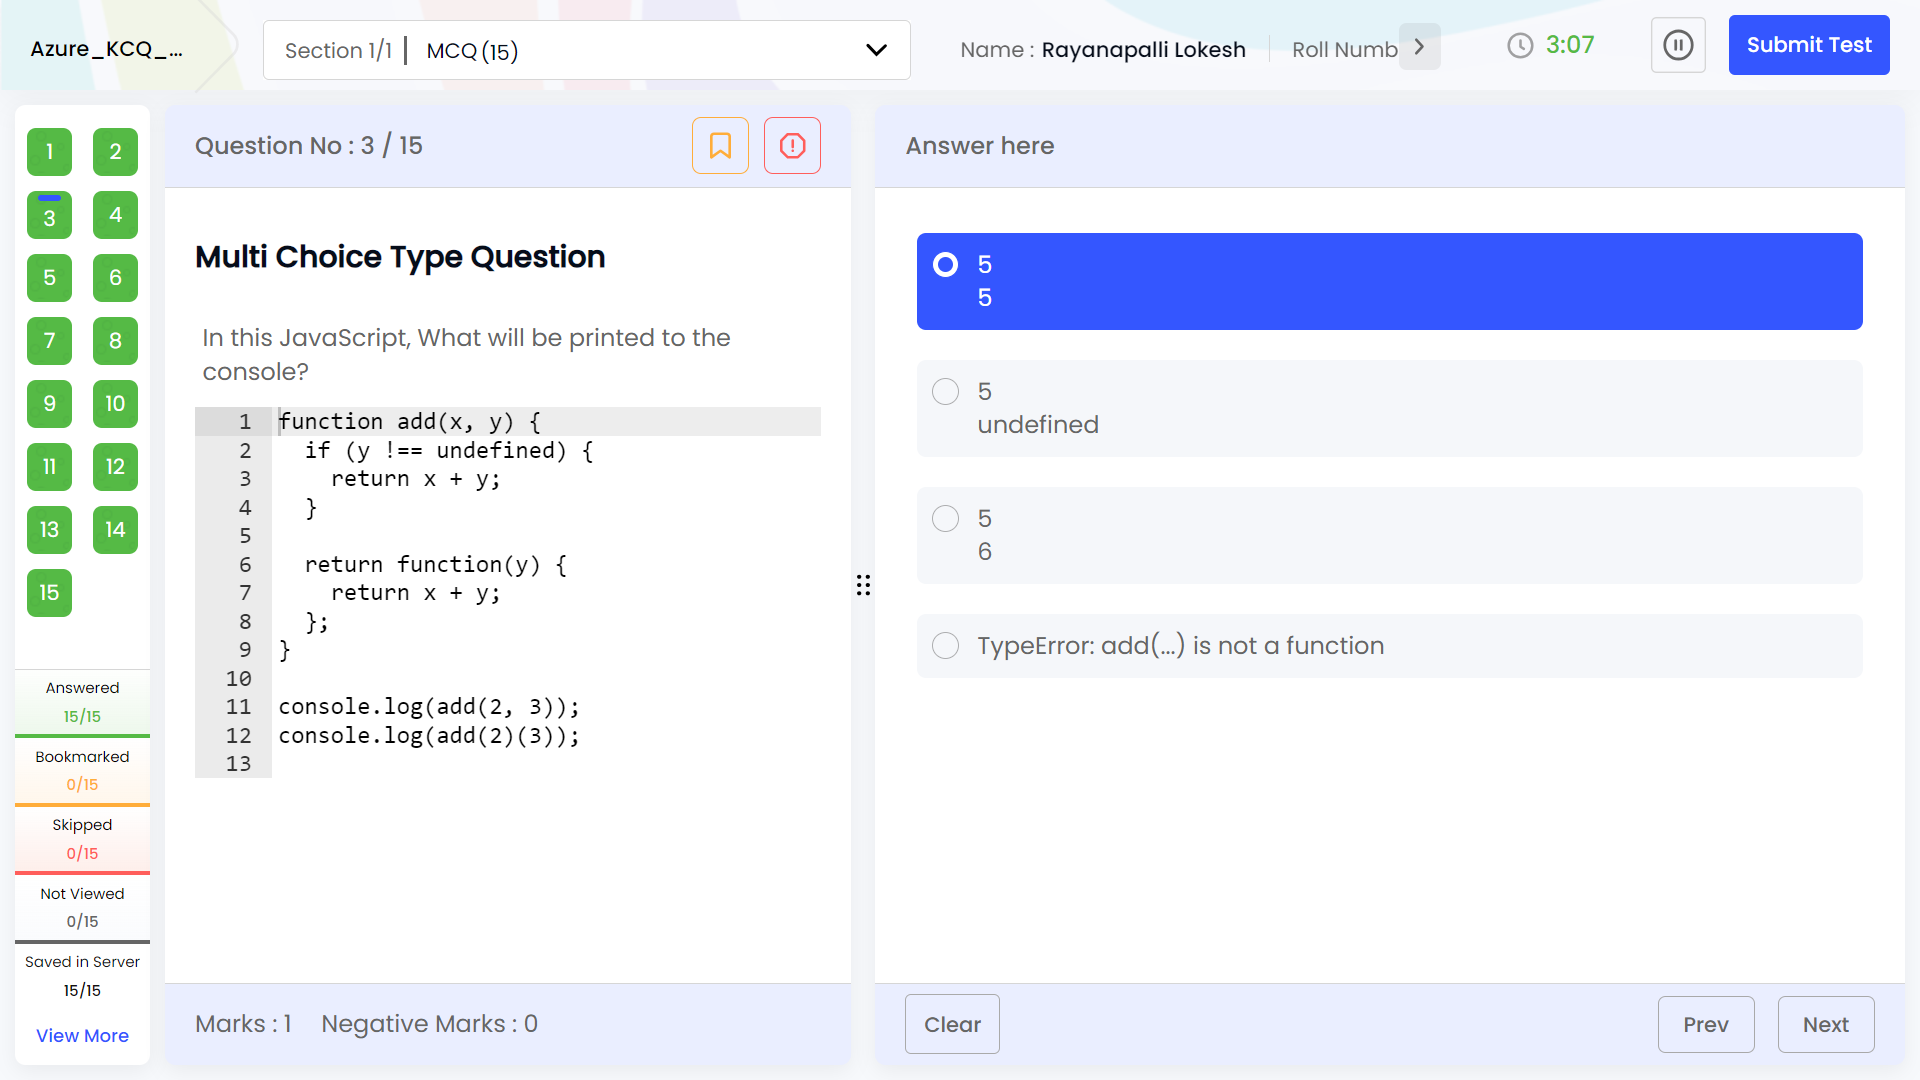 Azure_KCQ_...
Section 1/1 | MCQ (15)
Name : Rayanapalli Lokesh
Roll Numb
3:07
Submit Test
1 2
3 4
5 6
7 8
9 10
11 12
13 14
15
Answered
15/15
Bookmarked
0/15
Skipped
0/15
Not Viewed
0/15
Saved in Server
15/15
View More
Question No : 3 / 15
Multi Choice Type Question
In this JavaScript, What will be printed to the
console?
1 function add(x, y) {
2   if (y !== undefined) {
3     return x + y;
4   }
5
6   return function(y) {
7     return x + y;
8   };
9 }
10
11 console.log(add(2, 3));
12 console.log(add(2)(3));
13
Marks : 1 Negative Marks : 0
Answer here
5
5
5
undefined
5
6
TypeError: add(...) is not a function
Clear
Prev
Next